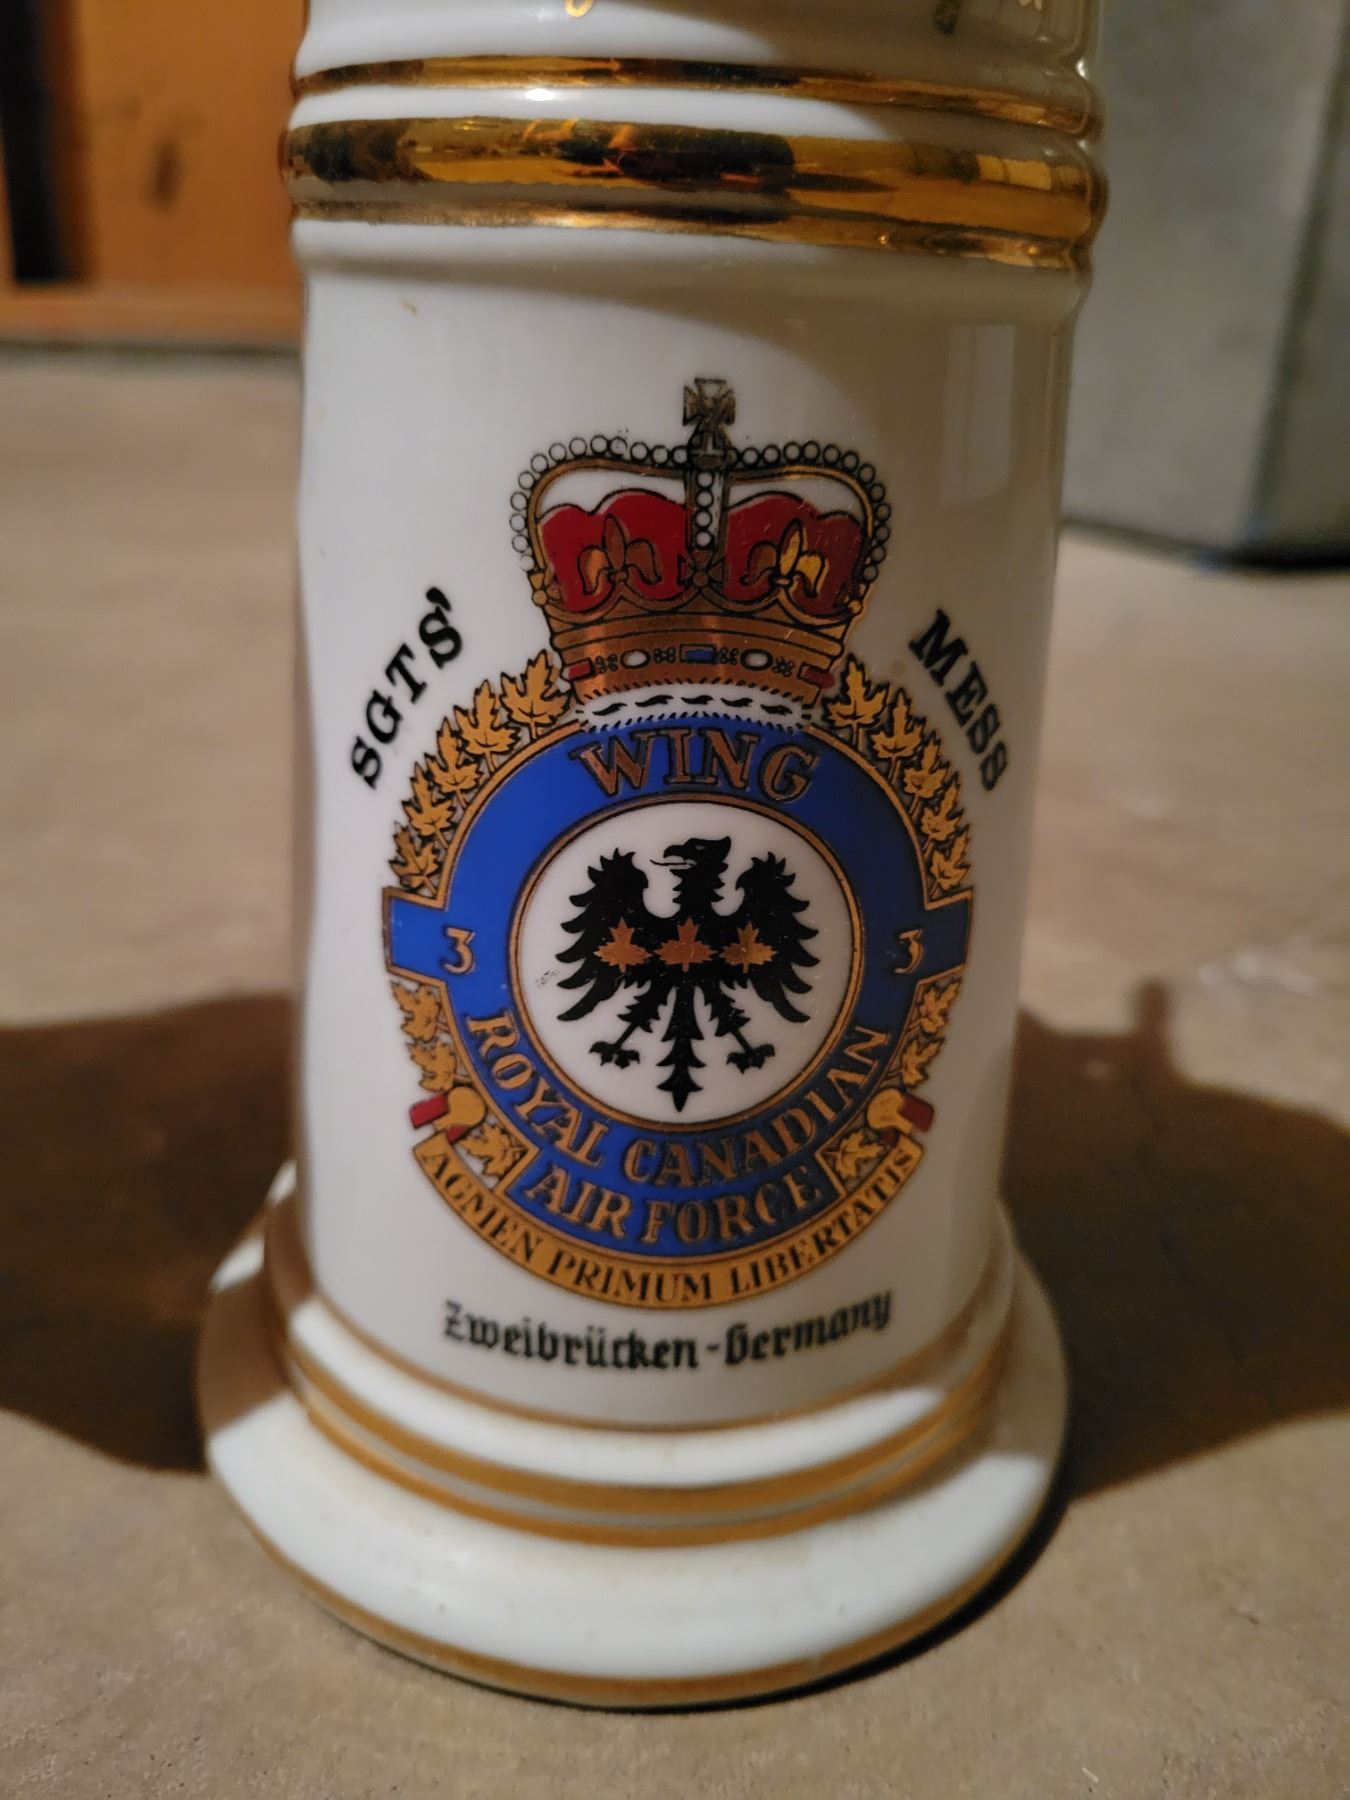 SGTS' MESS
WING
3 3
ROYAL CANADIAN
AIR FORCE
AGMEN PRIMUM LIBERTATIS
Zweibrücken-Germany